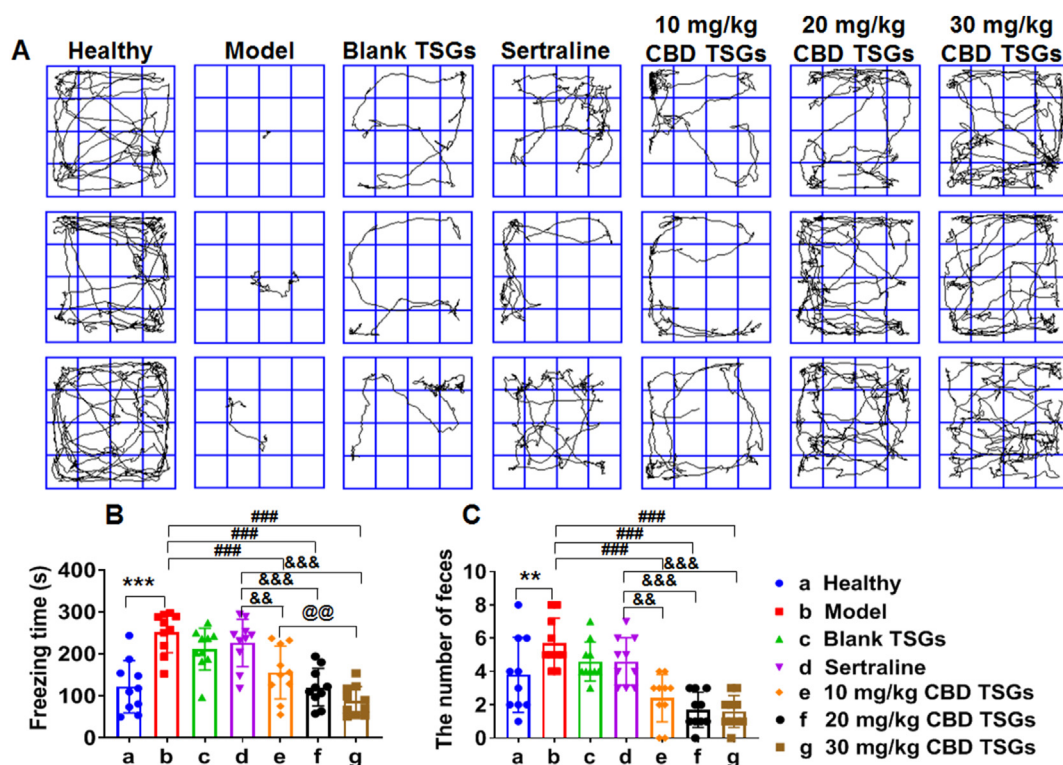 A
Healthy
Model
Blank TSGs
Sertraline
10 mg/kg
CBD TSGs
20 mg/kg
CBD TSGs
30 mg/kg
CBD TSGs
B
###
###
###
&&&
&&&
&&
@@
***
Freezing time (s)
400
300
200
100
0
a b c d e f g
C
###
###
###
&&&
&&&
&&
**
The number of feces
10
8
6
4
2
0
a b c d e f g
a Healthy
b Model
c Blank TSGs
d Sertraline
e 10 mg/kg CBD TSGs
f 20 mg/kg CBD TSGs
g 30 mg/kg CBD TSGs